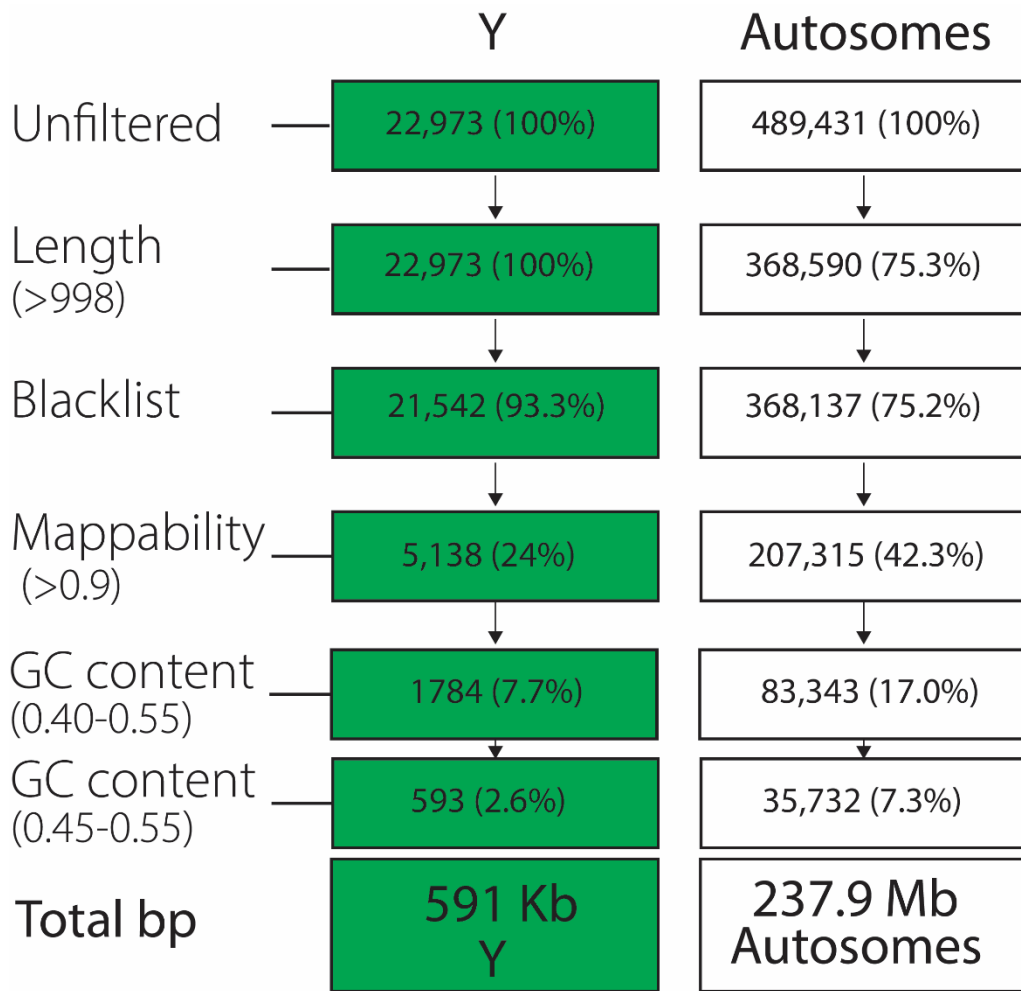 Y Autosomes
Unfiltered 22,973 (100%) 489,431 (100%)
Length
(>998) 22,973 (100%) 368,590 (75.3%)
Blacklist 21,542 (93.3%) 368,137 (75.2%)
Mappability
(>0.9) 5,138 (24%) 207,315 (42.3%)
GC content
(0.40-0.55) 1784 (7.7%) 83,343 (17.0%)
GC content
(0.45-0.55) 593 (2.6%) 35,732 (7.3%)
Total bp 591 Kb 237.9 Mb
Y Autosomes